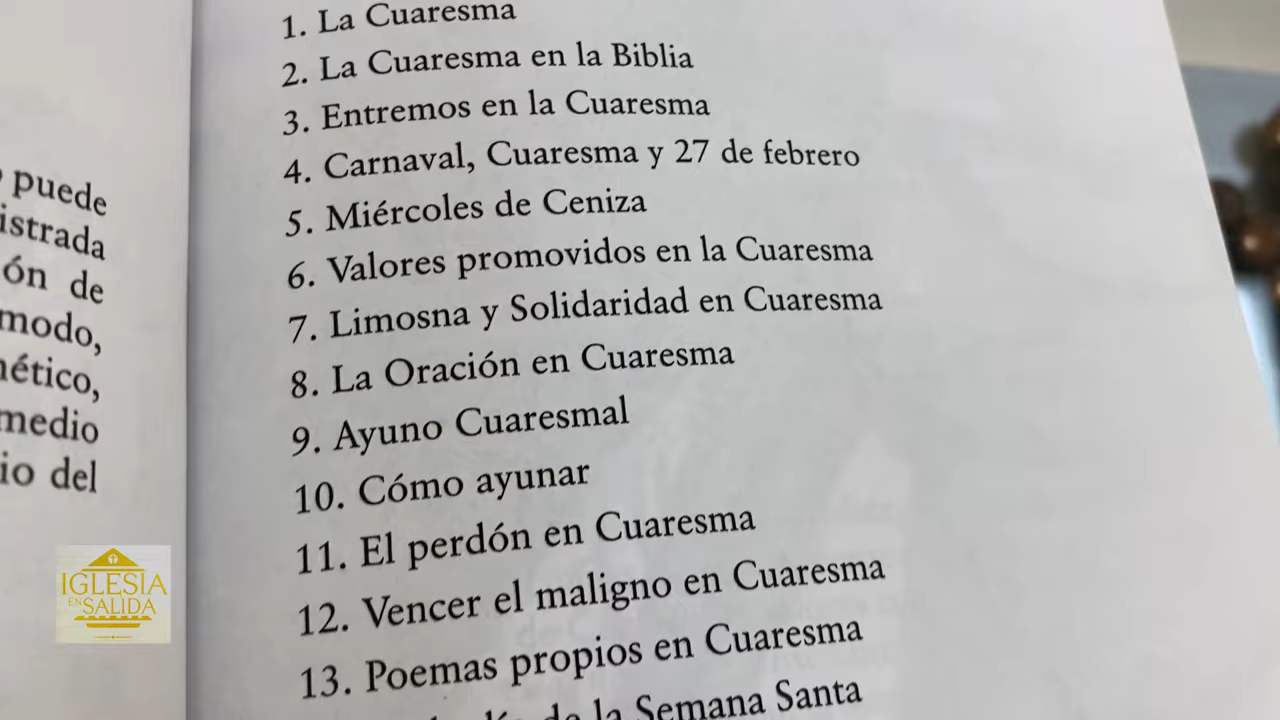 puede
istrada
ón de
modo,
ético,
medio
io del
1. La Cuaresma
2. La Cuaresma en la Biblia
3. Entremos en la Cuaresma
4. Carnaval, Cuaresma y 27 de febrero
5. Miércoles de Ceniza
6. Valores promovidos en la Cuaresma
7. Limosna y Solidaridad en Cuaresma
8. La Oración en Cuaresma
9. Ayuno Cuaresmal
10. Cómo ayunar
11. El perdón en Cuaresma
12. Vencer el maligno en Cuaresma
13. Poemas propios en Cuaresma
de la Semana Santa
IGLESIA
EN SALIDA